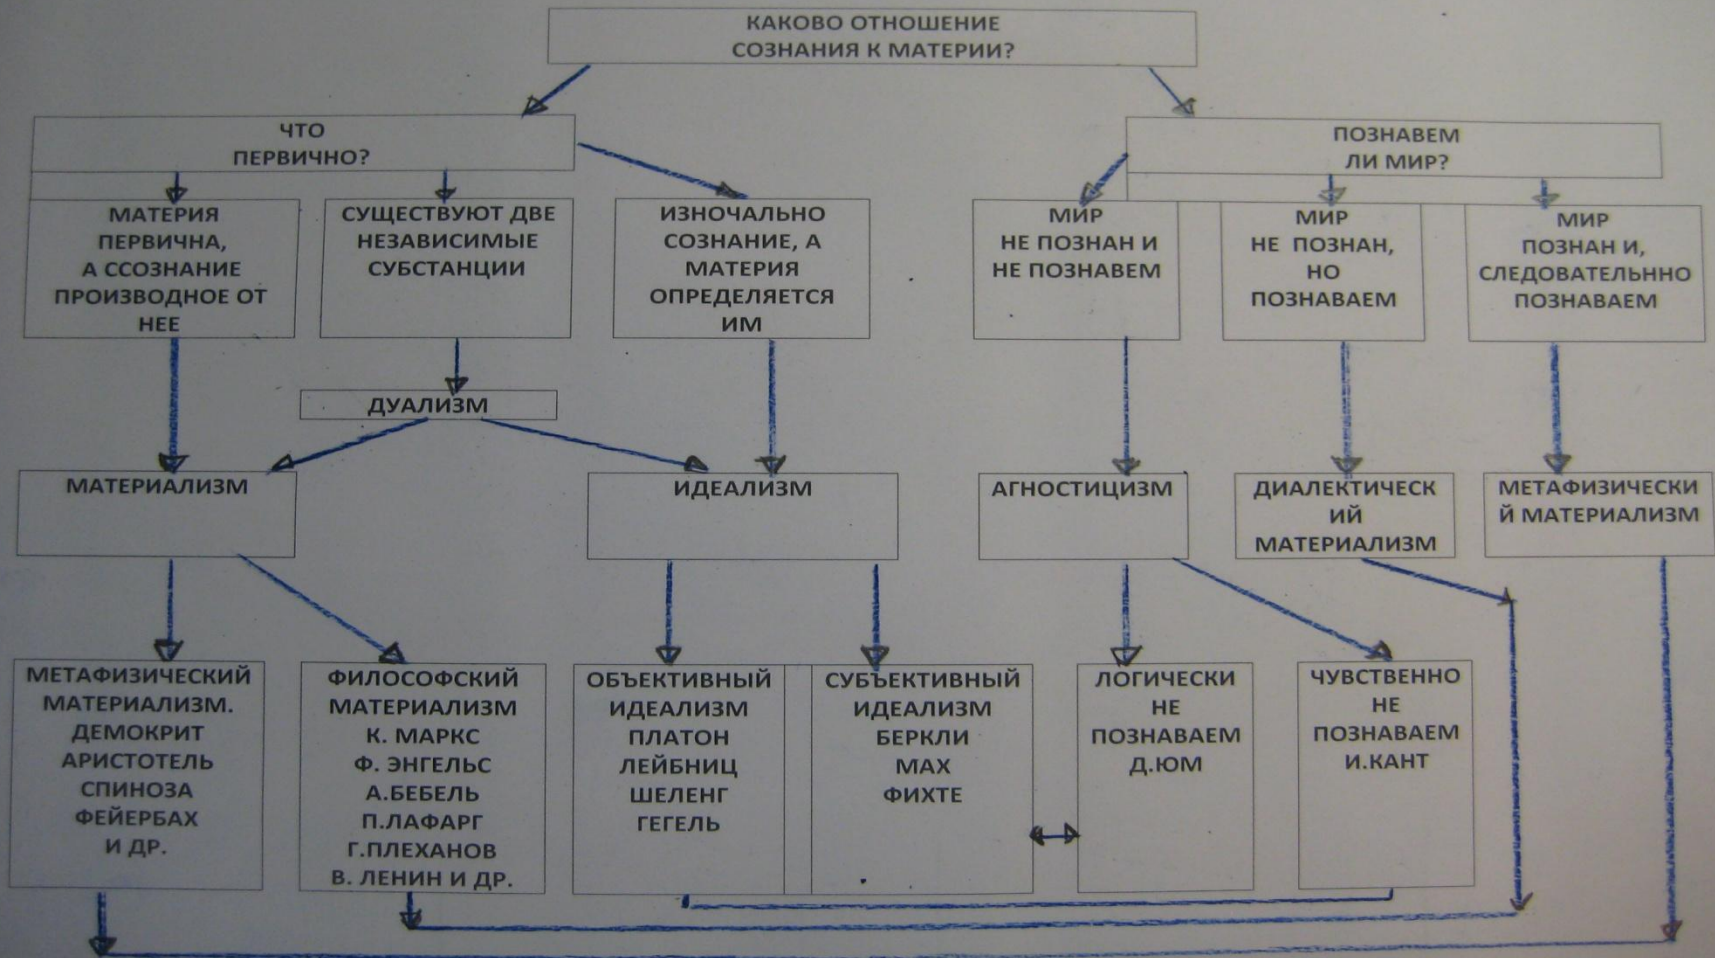 КАКОВО ОТНОШЕНИЕ
СОЗНАНИЯ К МАТЕРИИ?
ЧТО
ПЕРВИЧНО?
ПОЗНАВЕМ
ЛИ МИР?
МАТЕРИЯ
ПЕРВИЧНА,
А ССОЗНАНИЕ
ПРОИЗВОДНОЕ ОТ
НЕЕ
СУЩЕСТВУЮТ ДВЕ
НЕЗАВИСИМЫЕ
СУБСТАНЦИИ
ИЗНОЧАЛЬНО
СОЗНАНИЕ, А
МАТЕРИЯ
ОПРЕДЕЛЯЕТСЯ
ИМ
МИР
НЕ ПОЗНАН И
НЕ ПОЗНАВЕМ
МИР
НЕ ПОЗНАН,
НО
ПОЗНАВАЕМ
МИР
ПОЗНАН И,
СЛЕДОВАТЕЛЬННО
ПОЗНАВАЕМ
ДУАЛИЗМ
МАТЕРИАЛИЗМ
ИДЕАЛИЗМ
АГНОСТИЦИЗМ
ДИАЛЕКТИЧЕСК
ИЙ
МАТЕРИАЛИЗМ
МЕТАФИЗИЧЕСКИ
Й МАТЕРИАЛИЗМ
МЕТАФИЗИЧЕСКИЙ
МАТЕРИАЛИЗМ.
ДЕМОКРИТ
АРИСТОТЕЛЬ
СПИНОЗА
ФЕЙЕРБАХ
И ДР.
ФИЛОСОФСКИЙ
МАТЕРИАЛИЗМ
К. МАРКС
Ф. ЭНГЕЛЬС
А.БЕБЕЛЬ
П.ЛАФАРГ
Г.ПЛЕХАНОВ
В. ЛЕНИН И ДР.
ОБЪЕКТИВНЫЙ
ИДЕАЛИЗМ
ПЛАТОН
ЛЕЙБНИЦ
ШЕЛЕНГ
ГЕГЕЛЬ
СУБЪЕКТИВНЫЙ
ИДЕАЛИЗМ
БЕРКЛИ
МАХ
ФИХТЕ
ЛОГИЧЕСКИ
НЕ
ПОЗНАВАЕМ
Д.ЮМ
ЧУВСТВЕННО
НЕ
ПОЗНАВАЕМ
И.КАНТ